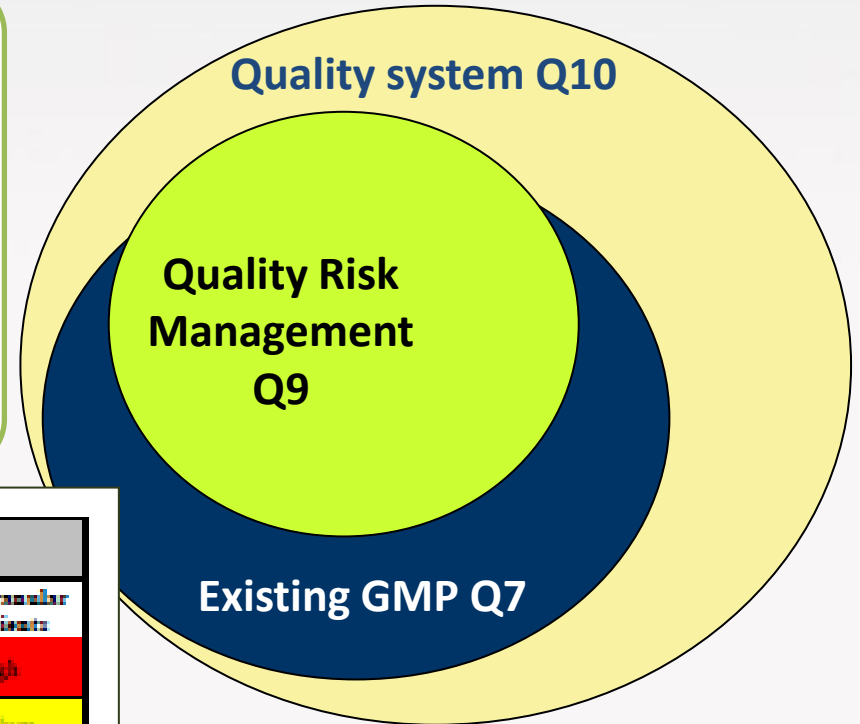 Quality system Q10
Quality Risk
Management
Q9
Existing GMP Q7